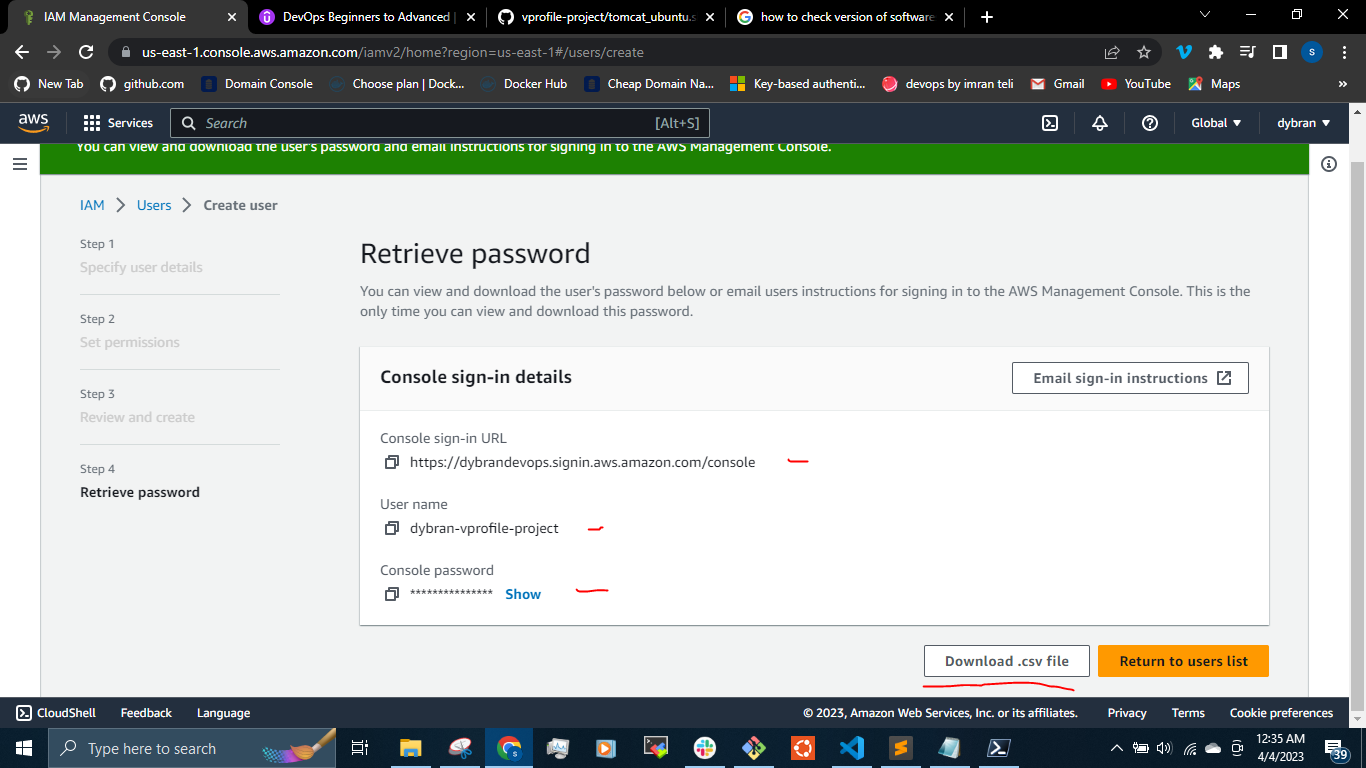 IAM Management Console
DevOps Beginners to Advanced |
vprofile-project/tomcat_ubuntu.s
how to check version of software
us-east-1.console.aws.amazon.com/iamv2/home?region=us-east-1#/users/create
S
New Tab
github.com
Domain Console
Choose plan | Dock...
Docker Hub
Cheap Domain Na...
Key-based authenti...
devops by imran teli
Gmail
YouTube
Maps
»
aws
Services
Search
[Alt+S]
Global
dybran
You can view and download the user's password and email instructions for signing in to the AWS Management Console.
IAM
Users
Create user
Step 1
Specify user details
Step 2
Set permissions
Step 3
Review and create
Step 4
Retrieve password
Retrieve password
You can view and download the user's password below or email users instructions for signing in to the AWS Management Console. This is the
only time you can view and download this password.
Console sign-in details
Email sign-in instructions
Console sign-in URL
https://dybrandevops.signin.aws.amazon.com/console
User name
dybran-vprofile-project
Console password
*************** Show
Download .csv file
Return to users list
CloudShell
Feedback
Language
© 2023, Amazon Web Services, Inc. or its affiliates.
Privacy
Terms
Cookie preferences
Type here to search
12:35 AM
4/4/2023
39